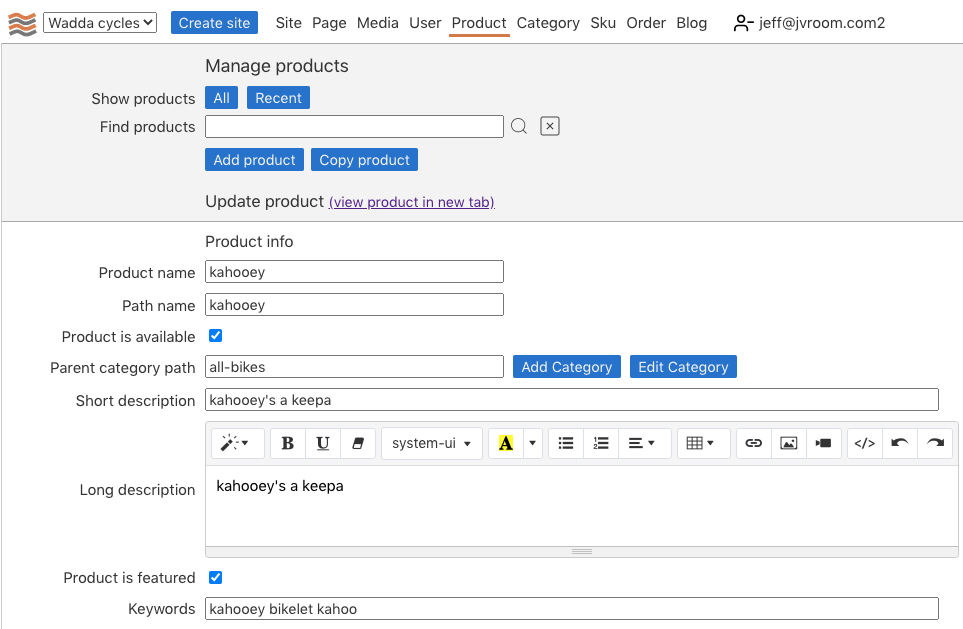 Wadda cycles Create site Site Page Media User Product Category Sku Order Blog jeff@jvroom.com2
Manage products
Show products All Recent
Find products
Add product Copy product
Update product (view product in new tab)
Product info
Product name kahooey
Path name kahooey
Product is available
Parent category path all-bikes Add Category Edit Category
Short description kahooey's a keepa
B U system-ui A </>
Long description kahooey's a keepa
Product is featured
Keywords kahooey bikelet kahoo